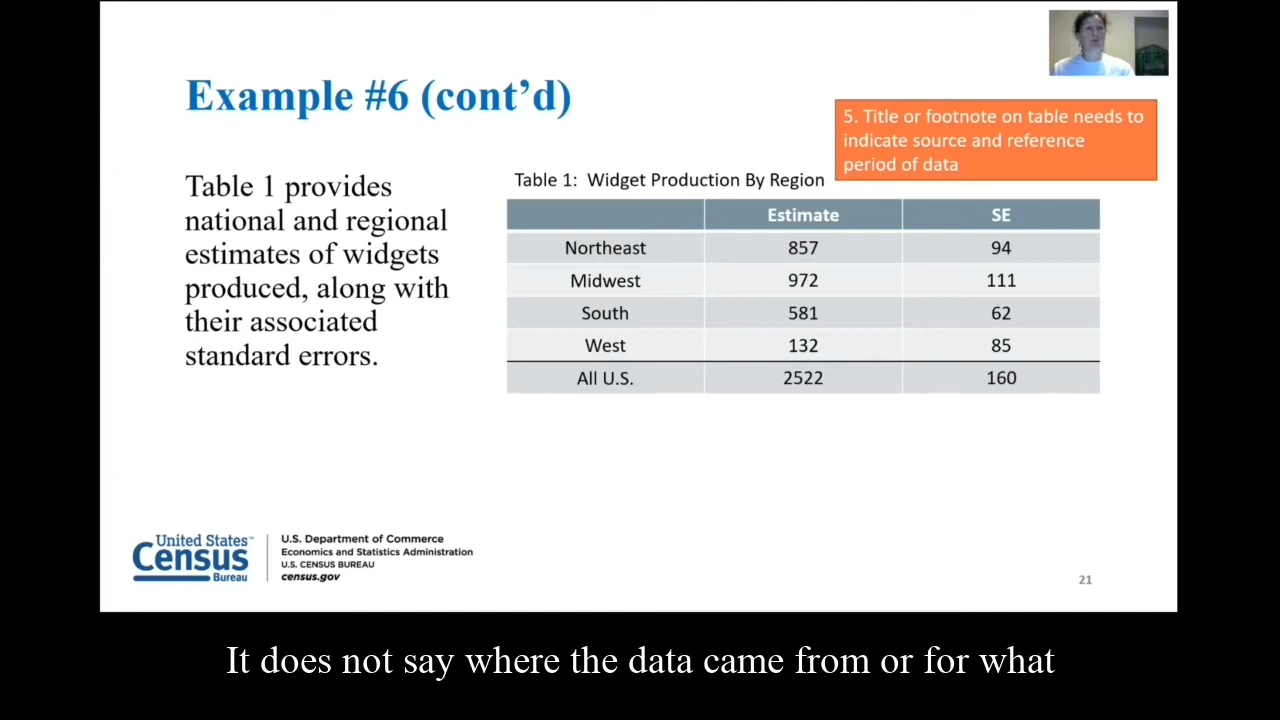 Example #6 (cont’d)
5. Title or footnote on table needs to
indicate source and reference
period of data
Table 1 provides
national and regional
estimates of widgets
produced, along with
their associated
standard errors.
Table 1: Widget Production By Region
Estimate SE
Northeast 857 94
Midwest 972 111
South 581 62
West 132 85
All U.S. 2522 160
United States™
Census
Bureau
U.S. Department of Commerce
Economics and Statistics Administration
U.S. CENSUS BUREAU
census.gov
21
It does not say where the data came from or for what